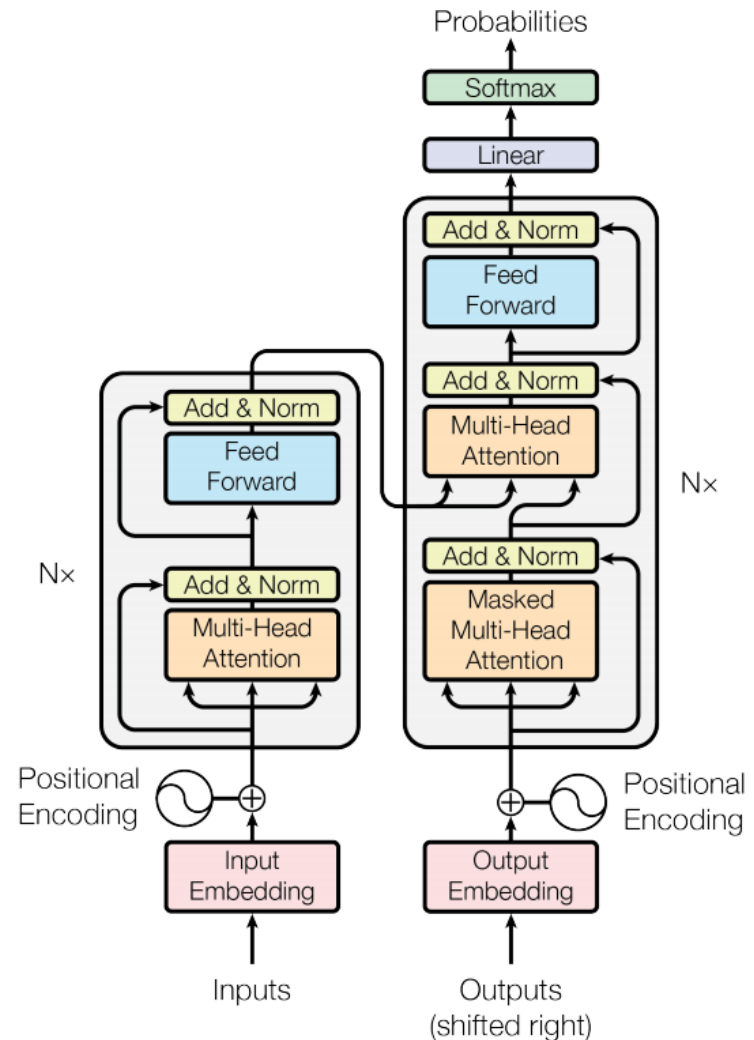 Probabilities
Softmax
Linear
Add & Norm
Feed
Forward
Add & Norm
Multi-Head
Attention
Nx
Add & Norm
Masked
Multi-Head
Attention
Add & Norm
Feed
Forward
Nx
Add & Norm
Multi-Head
Attention
Positional
Encoding
Positional
Encoding
Input
Embedding
Output
Embedding
Inputs
Outputs
(shifted right)